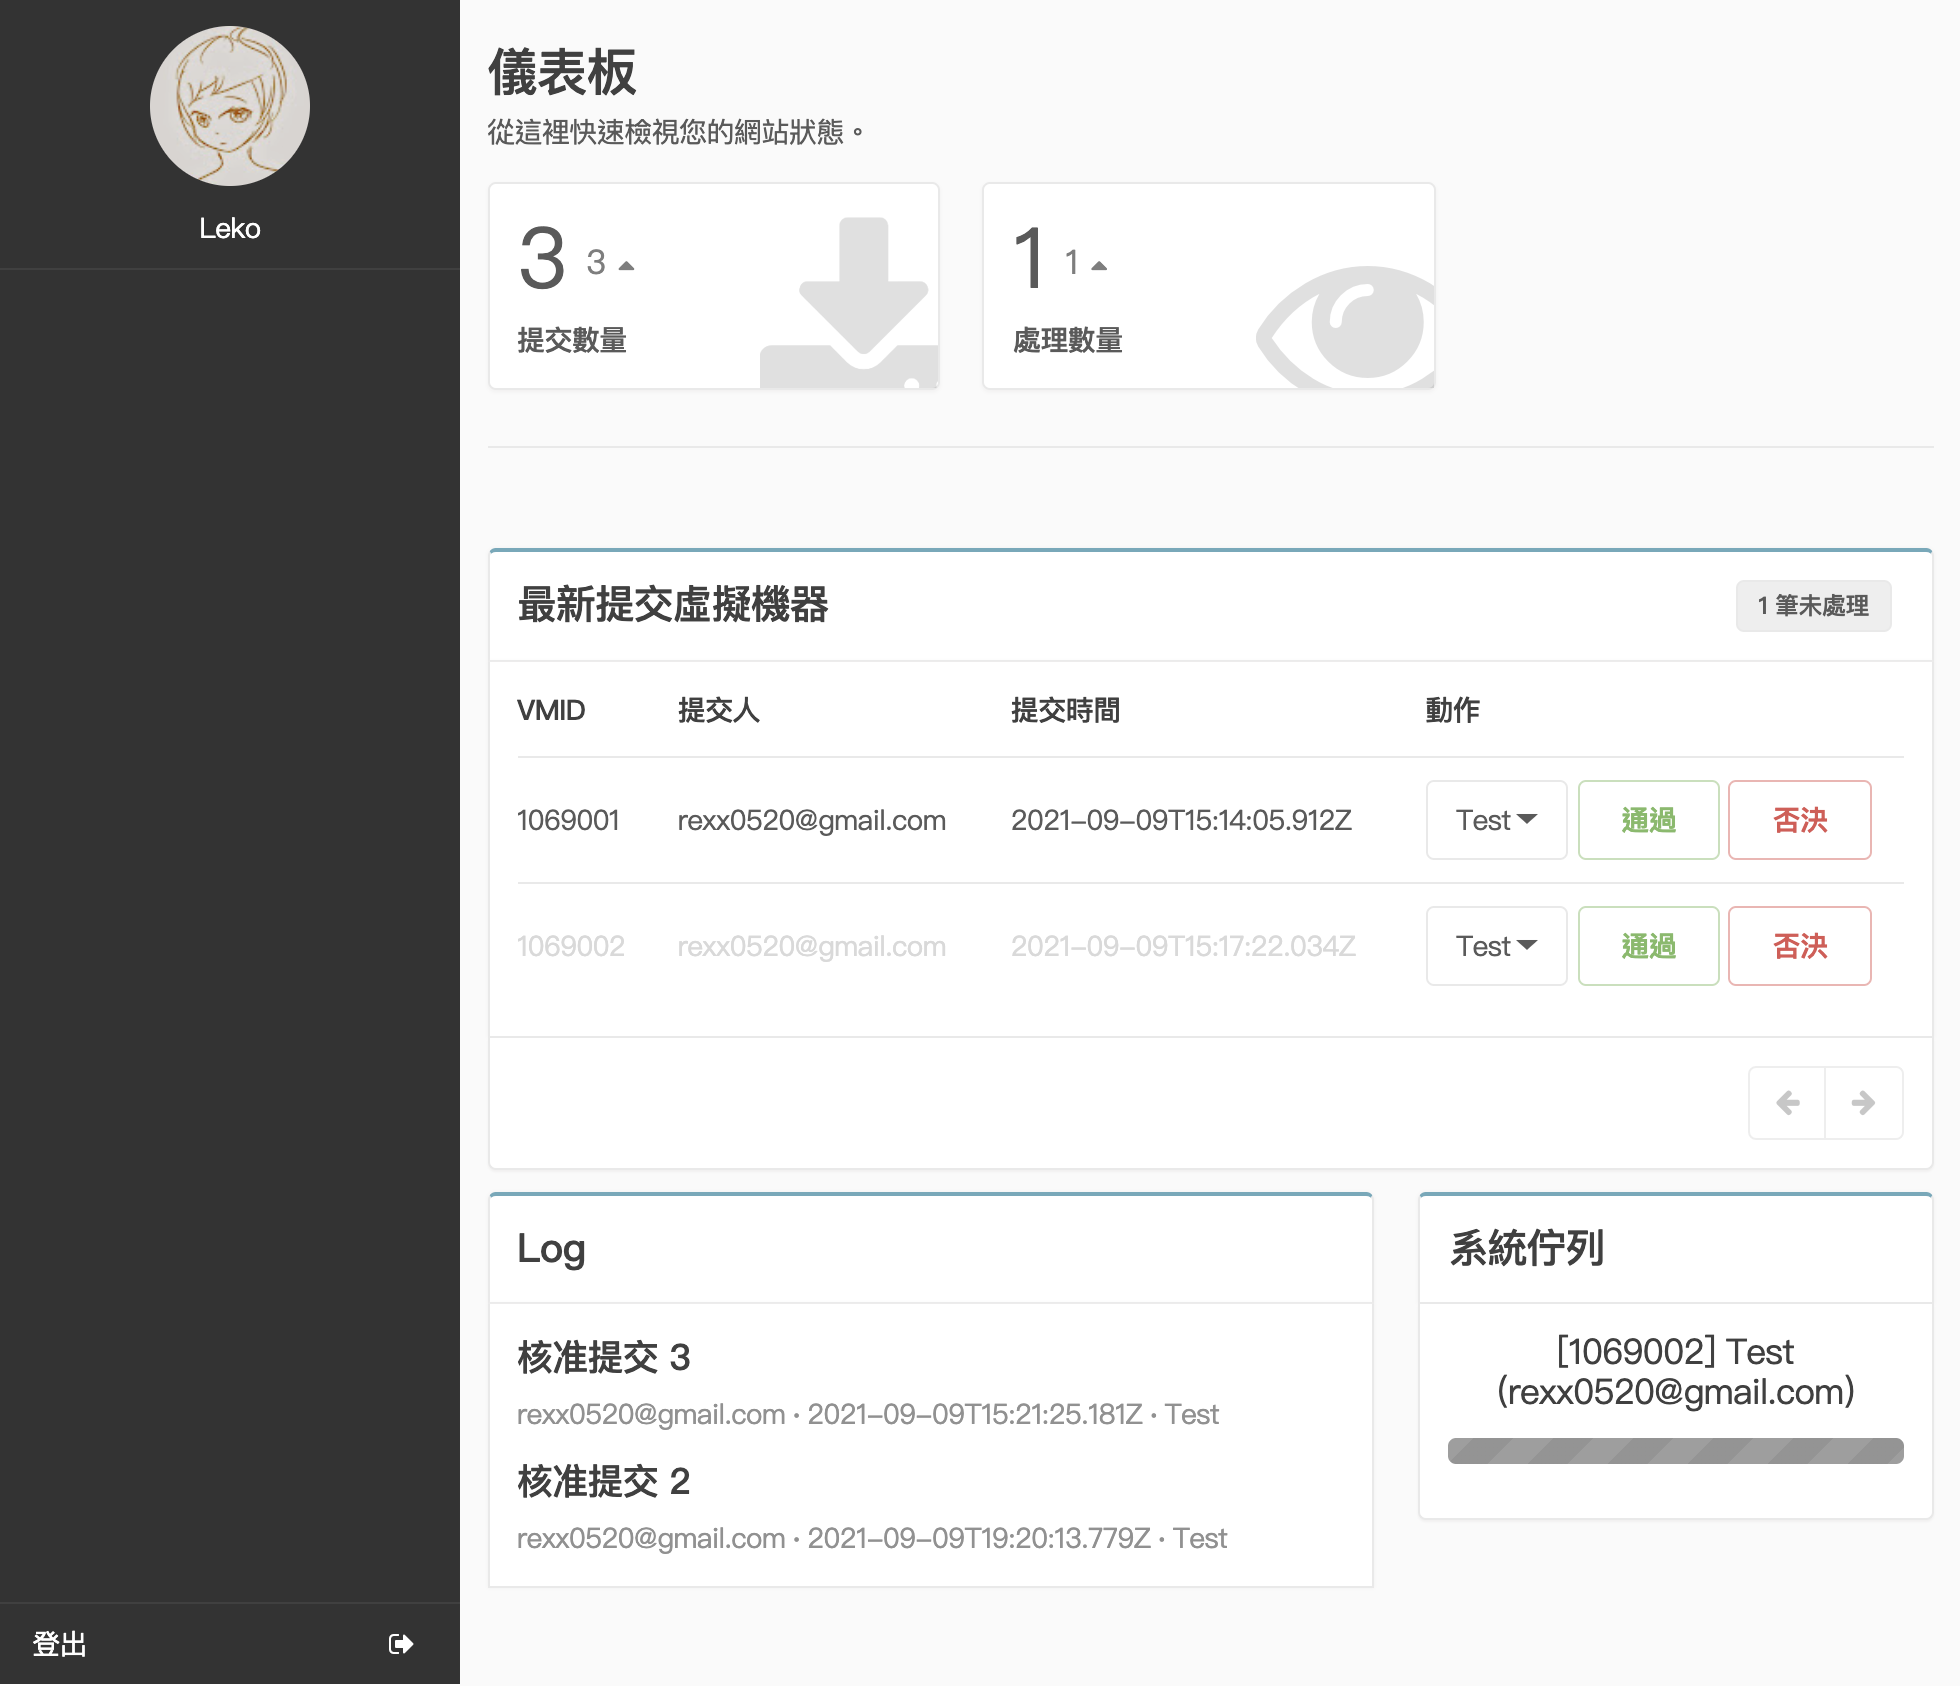 Leko
儀表板
從這裡快速檢視您的網站狀態。
3 3
提交數量
1 1
處理數量
最新提交虛擬機器
1 筆未處理
VMID 提交人 提交時間 動作
1069001 rexx0520@gmail.com 2021-09-09T15:14:05.912Z Test 通過 否決
1069002 rexx0520@gmail.com 2021-09-09T15:17:22.034Z Test 通過 否決
Log
核准提交 3
rexx0520@gmail.com · 2021-09-09T15:21:25.181Z · Test
核准提交 2
rexx0520@gmail.com · 2021-09-09T19:20:13.779Z · Test
系統佇列
[1069002] Test
(rexx0520@gmail.com)
登出